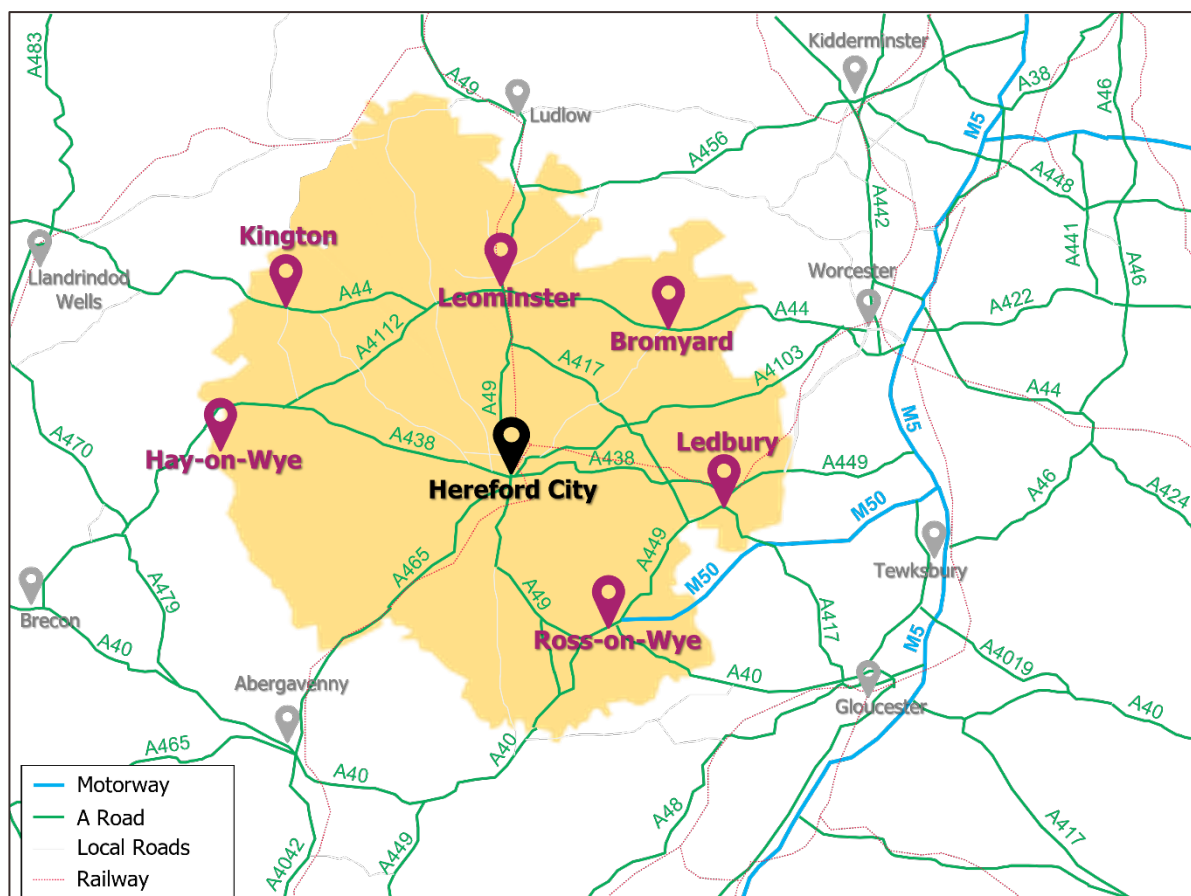 A483
A49
Kidderminster
A38
A46
Ludlow
M5
A456
A448
A442
Kington
Llandrindod
Wells
Leominster
Worcester
A441
A46
A44
A4112
Bromyard
A44
A422
A417
A4103
A49
A44
M5
A470
Hay-on-Wye
A438
Hereford City
A438
Ledbury
A449
A46
A424
M50
A465
A449
M50
Tewksbury
Brecon
A479
A49
Ross-on-Wye
A417
M5
A4019
A40
Abergavenny
A40
Gloucester
A40
A465
A40
A40
A48
A417
A4042
A449
Motorway
A Road
Local Roads
Railway